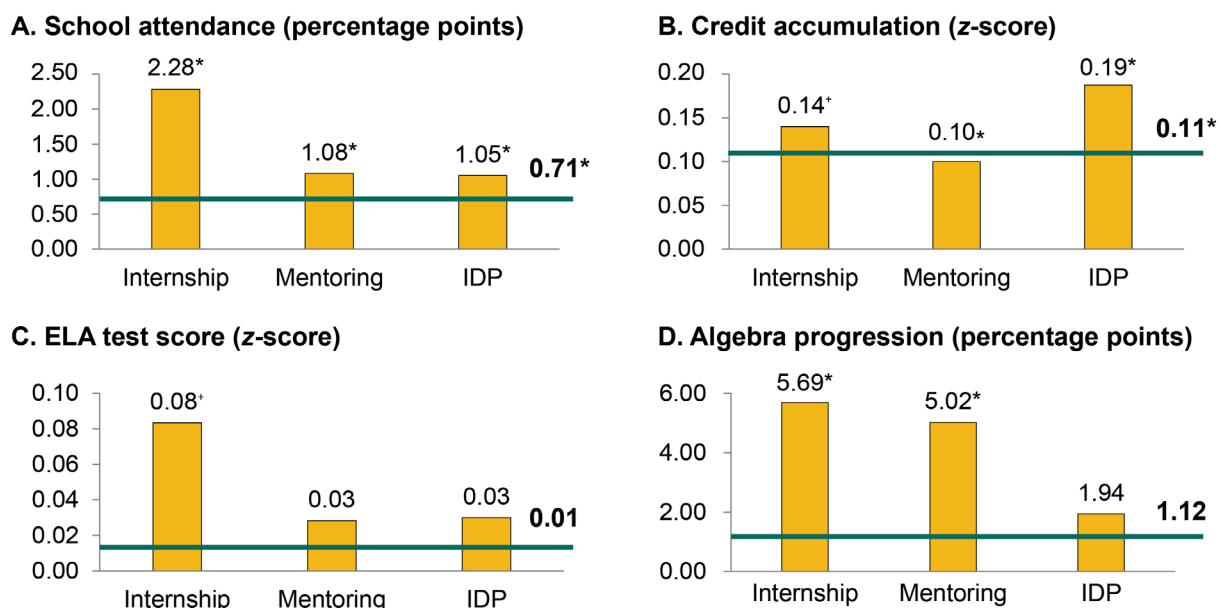 A. School attendance (percentage points)
2.50
2.00
1.50
1.00
0.50
0.00
2.28*
1.08*
1.05*
0.71*
Internship
Mentoring
IDP
B. Credit accumulation (z-score)
0.20
0.15
0.10
0.05
0.00
0.14+
0.10*
0.19*
0.11*
Internship
Mentoring
IDP
C. ELA test score (z-score)
0.10
0.08
0.06
0.04
0.02
0.00
0.08+
0.03
0.03
0.01
Internship
Mentoring
IDP
D. Algebra progression (percentage points)
6.00
4.00
2.00
0.00
5.69*
5.02*
1.94
1.12
Internship
Mentoring
IDP